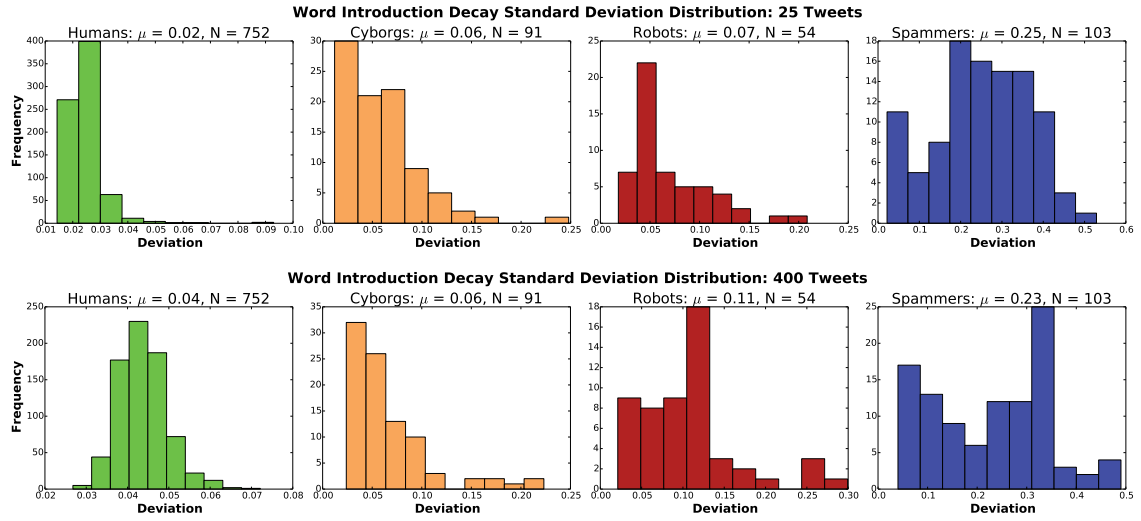 Word Introduction Decay Standard Deviation Distribution: 25 Tweets
Humans: μ = 0.02, N = 752
Cyborgs: μ = 0.06, N = 91
Robots: μ = 0.07, N = 54
Spammers: μ = 0.25, N = 103
Frequency
400
350
300
250
200
150
100
50
0
0.01 0.02 0.03 0.04 0.05 0.06 0.07 0.08 0.09 0.10
Deviation
30
25
20
15
10
5
0
0.00 0.05 0.10 0.15 0.20 0.25
Deviation
25
20
15
10
5
0
0.00 0.05 0.10 0.15 0.20 0.25
Deviation
18
16
14
12
10
8
6
4
2
0
0.0 0.1 0.2 0.3 0.4 0.5 0.6
Deviation
Word Introduction Decay Standard Deviation Distribution: 400 Tweets
Humans: μ = 0.04, N = 752
Cyborgs: μ = 0.06, N = 91
Robots: μ = 0.11, N = 54
Spammers: μ = 0.23, N = 103
Frequency
250
200
150
100
50
0
0.02 0.03 0.04 0.05 0.06 0.07 0.08
Deviation
35
30
25
20
15
10
5
0
0.00 0.05 0.10 0.15 0.20 0.25
Deviation
18
16
14
12
10
8
6
4
2
0
0.00 0.05 0.10 0.15 0.20 0.25 0.30
Deviation
25
20
15
10
5
0
0.0 0.1 0.2 0.3 0.4 0.5
Deviation